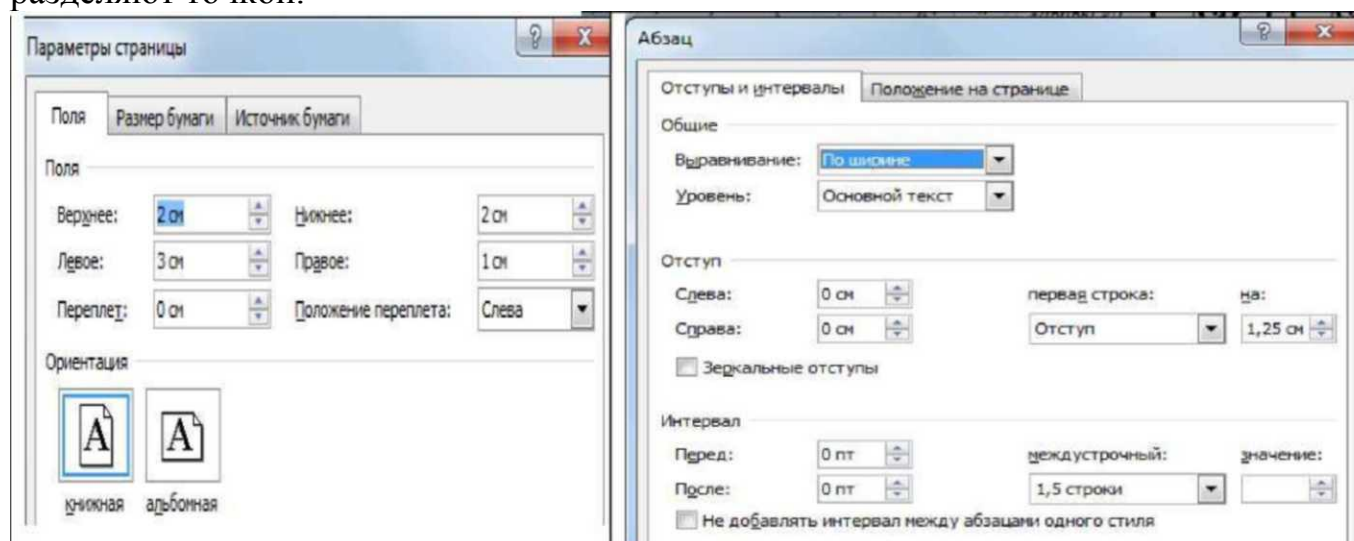 разделяют точкой.
Параметры страницы
Поля Размер бумаги Источник бумаги
Поля
Верхнее: 2 см Нижнее: 2 см
Левое: 3 см Правое: 1 см
Переплет: 0 см Положение переплета: Слева
Ориентация
A A
книжная альбомная
Абзац
Отступы и интервалы Положение на странице
Общие
Выравнивание: По ширине
Уровень: Основной текст
Отступ
Слева: 0 см первая строка: на:
Справа: 0 см Отступ 1,25 см
Зеркальные отступы
Интервал
Перед: 0 пт междустрочный: значение:
После: 0 пт 1,5 строки
Не добавлять интервал между абзацами одного стиля